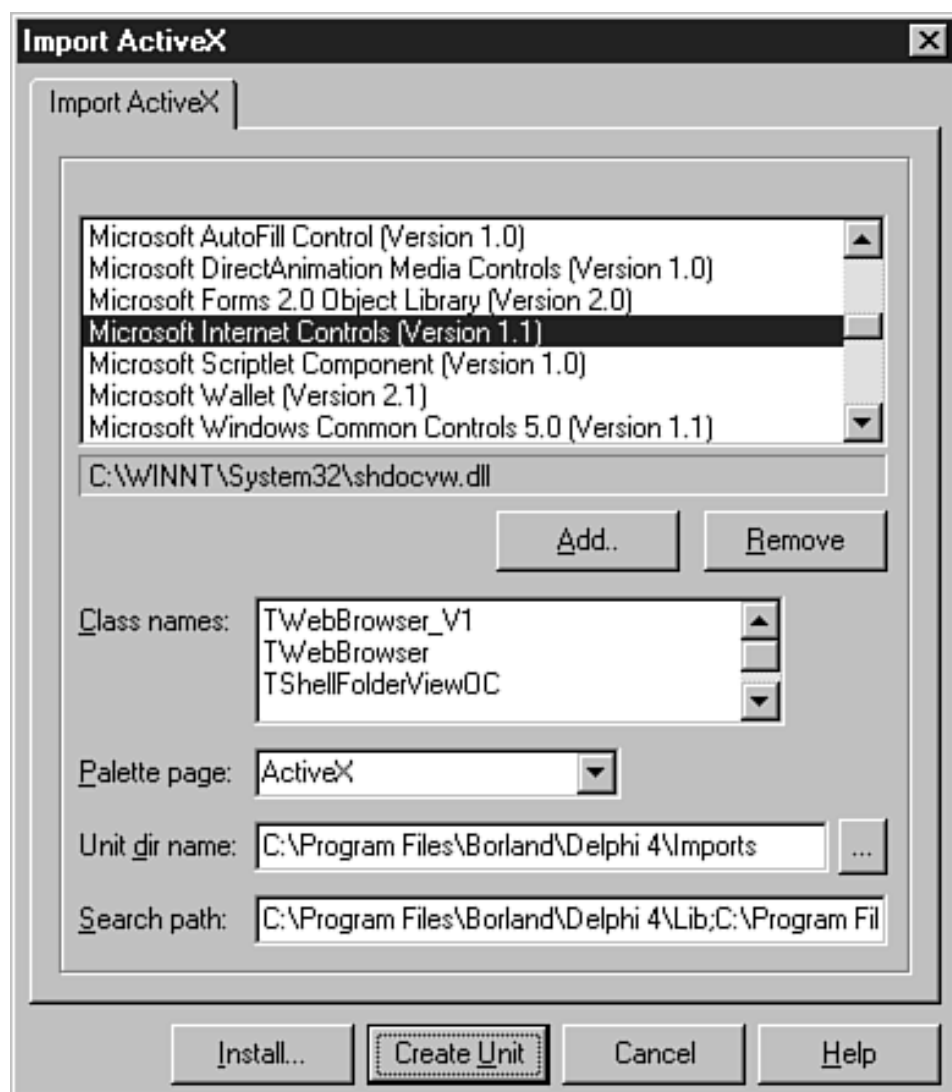 Import ActiveX
Import ActiveX
Microsoft AutoFill Control (Version 1.0)
Microsoft DirectAnimation Media Controls (Version 1.0)
Microsoft Forms 2.0 Object Library (Version 2.0)
Microsoft Internet Controls (Version 1.1)
Microsoft Scriptlet Component (Version 1.0)
Microsoft Wallet (Version 2.1)
Microsoft Windows Common Controls 5.0 (Version 1.1)
C:\WINNT\System32\shdocvw.dll
Add.. Remove
Class names: TWebBrowser_V1
TWebBrowser
TShellFolderViewOC
Palette page: ActiveX
Unit dir name: C:\Program Files\Borland\Delphi 4\Imports ...
Search path: C:\Program Files\Borland\Delphi 4\Lib;C:\Program Fil
Install... Create Unit Cancel Help